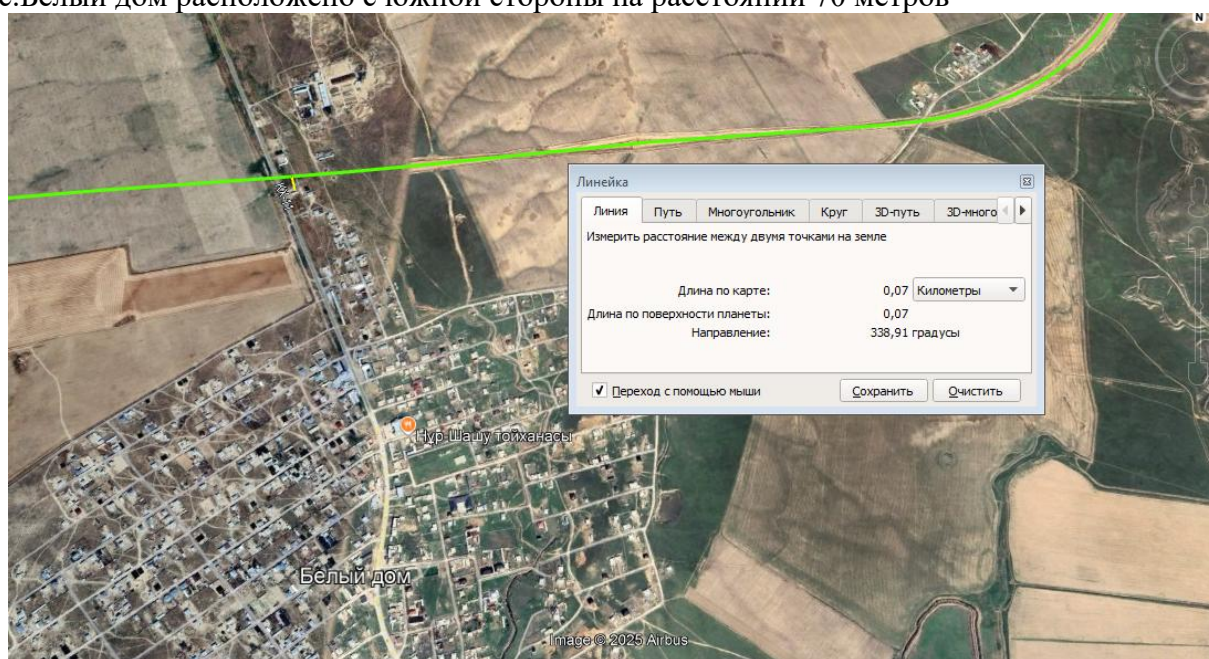 с.Белый дом расположено с южной стороны на расстоянии 70 метров
N
Линейка
Линия Путь Многоугольник Круг 3D-путь 3D-много
Измерить расстояние между двумя точками на земле
Длина по карте: 0,07 Километры
Длина по поверхности планеты: 0,07
Направление: 338,91 градусы
Переход с помощью мыши Сохранить Очистить
Нұр-Шашу тойханасы
Белый дом
Image © 2025 Airbus